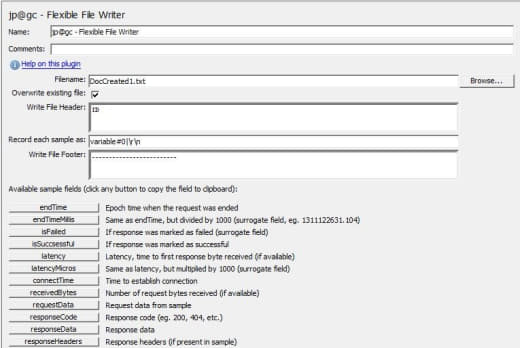 jp@gc - Flexible File Writer
Name: jp@gc - Flexible File Writer
Comments:
Help on this plugin
Filename: DocCreated1.txt Browse...
Overwrite existing file:
Write File Header: ID
Record each sample as: variable#0|\r\n
Write File Footer: -------------------------
Available sample fields (click any button to copy the field to clipboard):
endTime Epoch time when the request was ended
endTimeMillis Same as endTime, but divided by 1000 (surrogate field, eg. 1311122631.104)
isFailed If response was marked as failed (surrogate field)
isSuccsessful If response was marked as successful
latency Latency, time to first response byte received (if available)
latencyMicros Same as latency, but multiplied by 1000 (surrogate field)
connectTime Time to establish connection
receivedBytes Number of request bytes received (if available)
requestData Request data from sample
responseCode Response code (eg. 200, 404, etc.)
responseData Response data
responseHeaders Response headers (if present in sample)